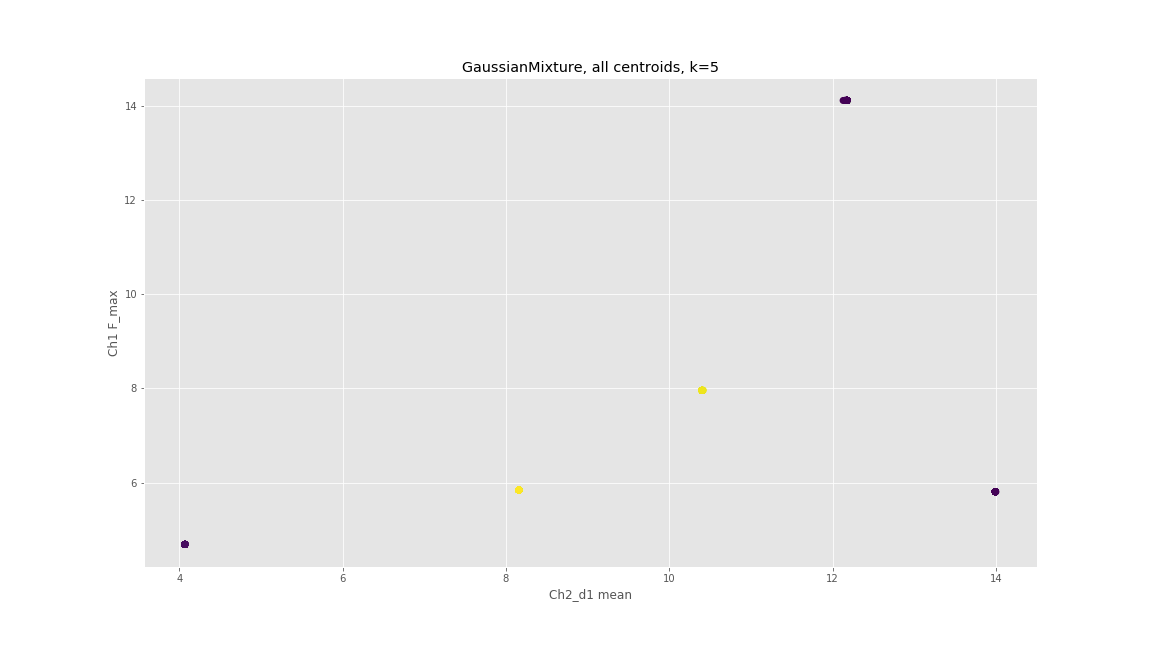 GaussianMixture, all centroids, k=5
14
12
10
8
6
Ch1 F_max
4 6 8 10 12 14
Ch2_d1 mean